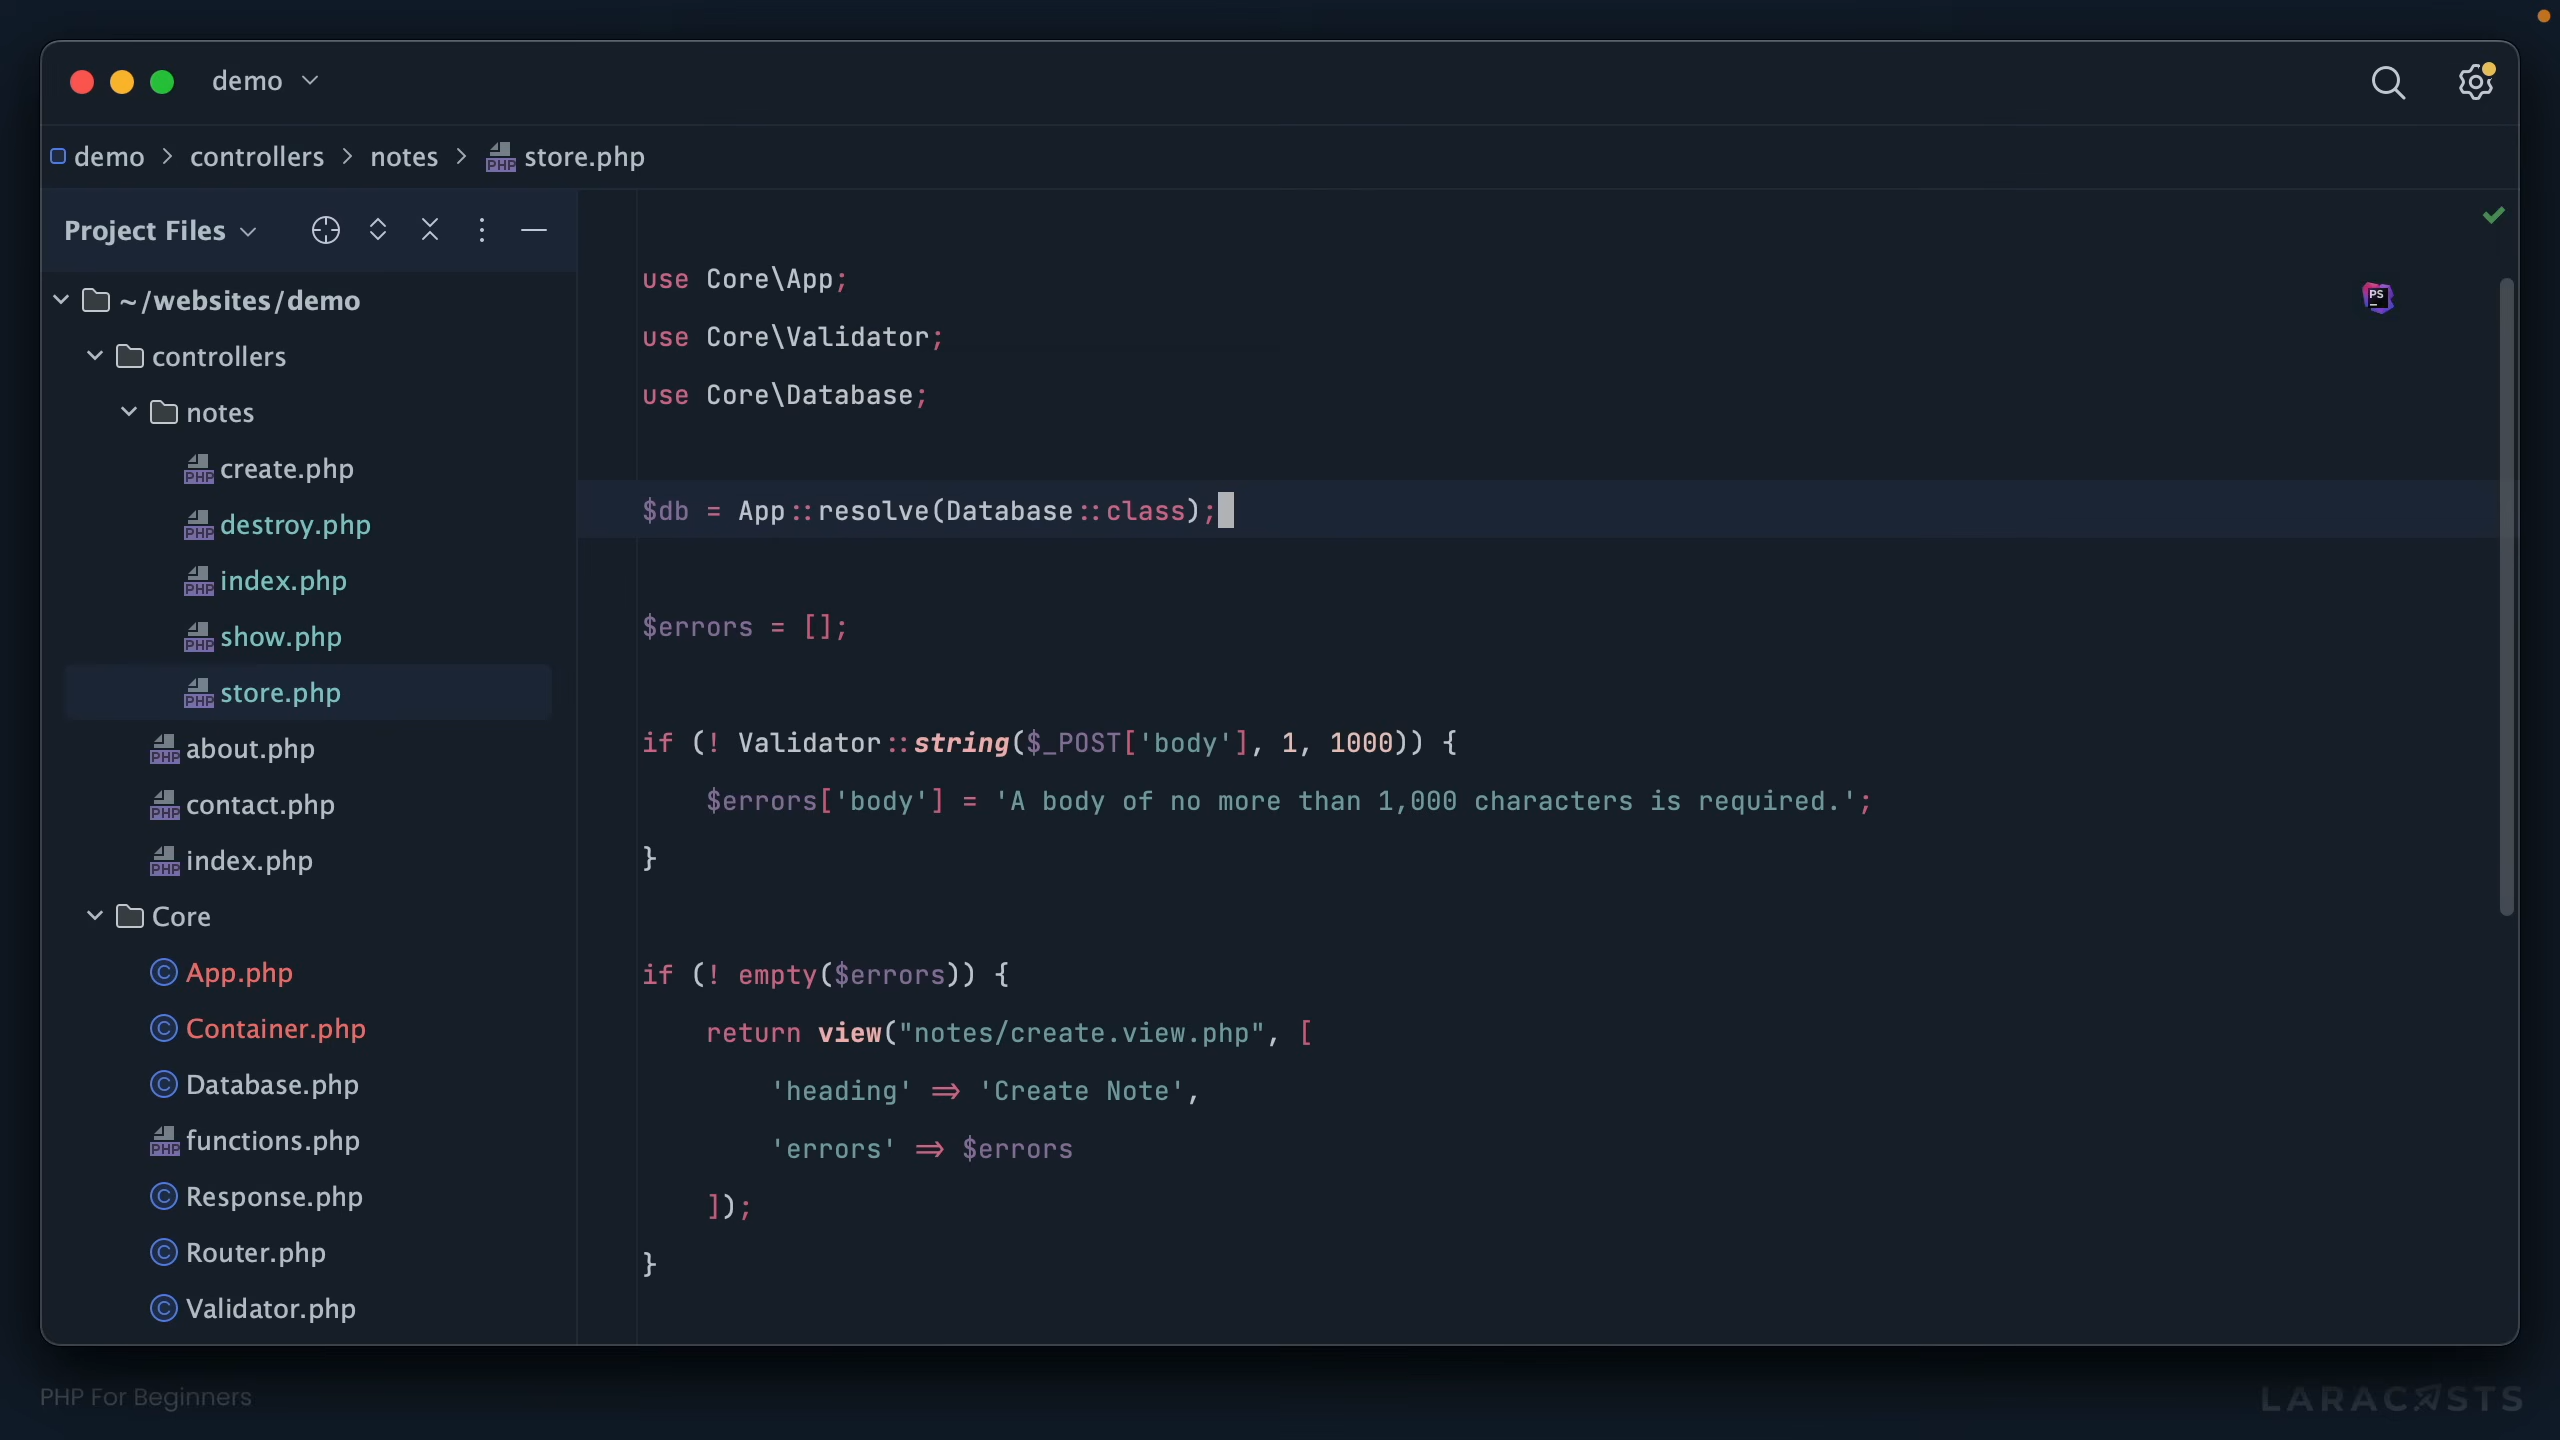 demo
demo > controllers > notes > store.php
Project Files
~/websites/demo
controllers
notes
create.php
destroy.php
index.php
show.php
store.php
about.php
contact.php
index.php
Core
App.php
Container.php
Database.php
functions.php
Response.php
Router.php
Validator.php
use Core\App;
use Core\Validator;
use Core\Database;
$db = App::resolve(Database::class);
$errors = [];
if (! Validator::string($_POST['body'], 1, 1000)) {
$errors['body'] = 'A body of no more than 1,000 characters is required.';
}
if (! empty($errors)) {
return view("notes/create.view.php", [
'heading' => 'Create Note',
'errors' => $errors
]);
}
PS
PHP For Beginners
LARACASTS